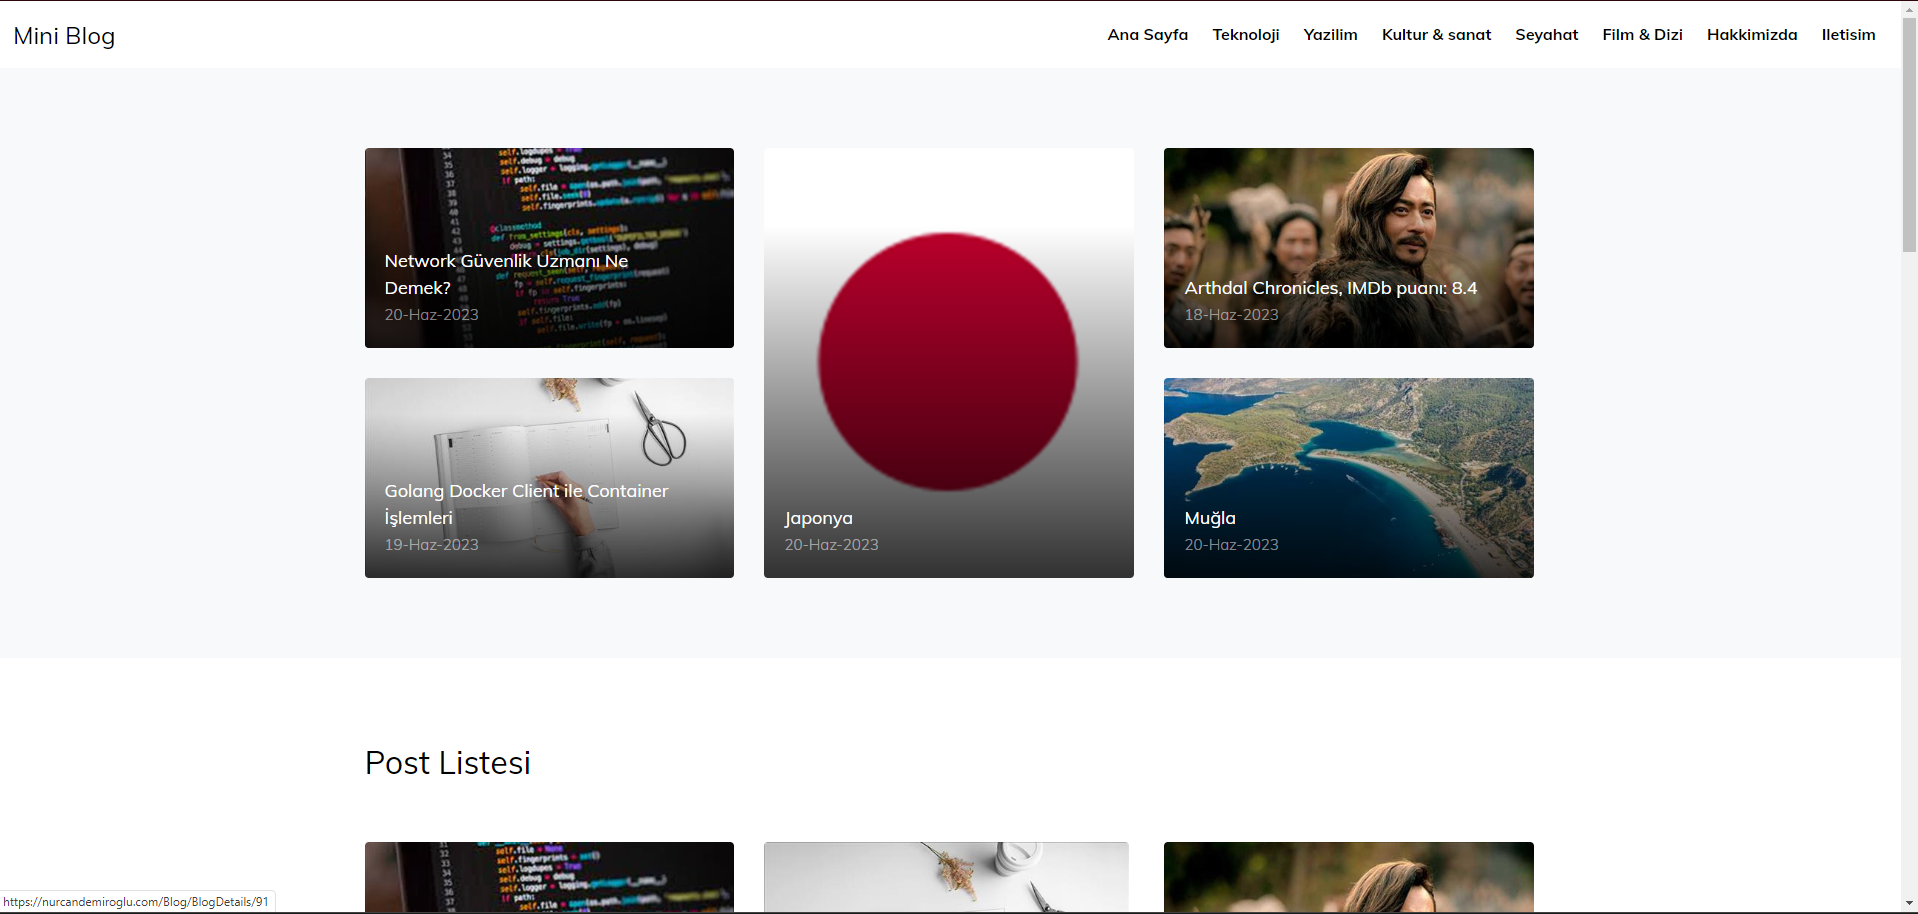 Mini Blog
Ana Sayfa Teknoloji Yazilim Kultur & sanat Seyahat Film & Dizi Hakkimizda Iletisim
Network Güvenlik Uzmanı Ne
Demek?
20-Haz-2023
Golang Docker Client ile Container
İşlemleri
19-Haz-2023
Japonya
20-Haz-2023
Arthdal Chronicles, IMDb puanı: 8.4
18-Haz-2023
Muğla
20-Haz-2023
Post Listesi
https://nurcandemiroglu.com/Blog/BlogDetails/91